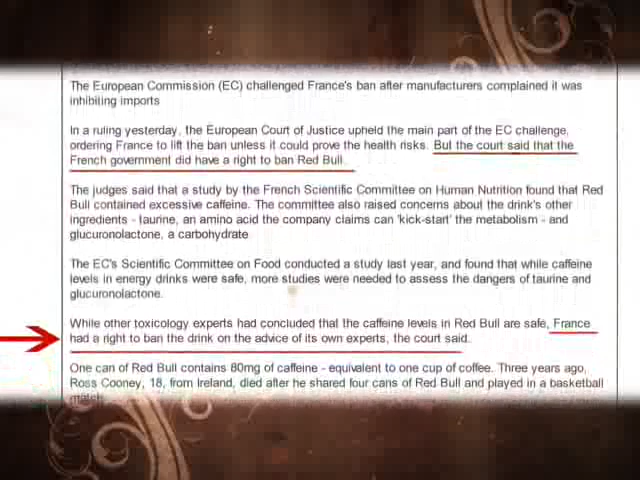 The European Commission (EC) challenged France's ban after manufacturers complained it was
inhibiting imports
In a ruling yesterday, the European Court of Justice upheld the main part of the EC challenge,
ordering France to lift the ban unless it could prove the health risks. But the court said that the
French government did have a right to ban Red Bull.
The judges said that a study by the French Scientific Committee on Human Nutrition found that Red
Bull contained excessive caffeine. The committee also raised concerns about the drink's other
ingredients - taurine, an amino acid the company claims can 'kick-start' the metabolism - and
glucuronolactone, a carbohydrate
The EC's Scientific Committee on Food conducted a study last year, and found that while caffeine
levels in energy drinks were safe, more studies were needed to assess the dangers of taurine and
glucuronolactone.
While other toxicology experts had concluded that the caffeine levels in Red Bull are safe, France
had a right to ban the drink on the advice of its own experts, the court said.
One can of Red Bull contains 80mg of caffeine - equivalent to one cup of coffee. Three years ago,
Ross Cooney, 18, from Ireland, died after he shared four cans of Red Bull and played in a basketball
match.